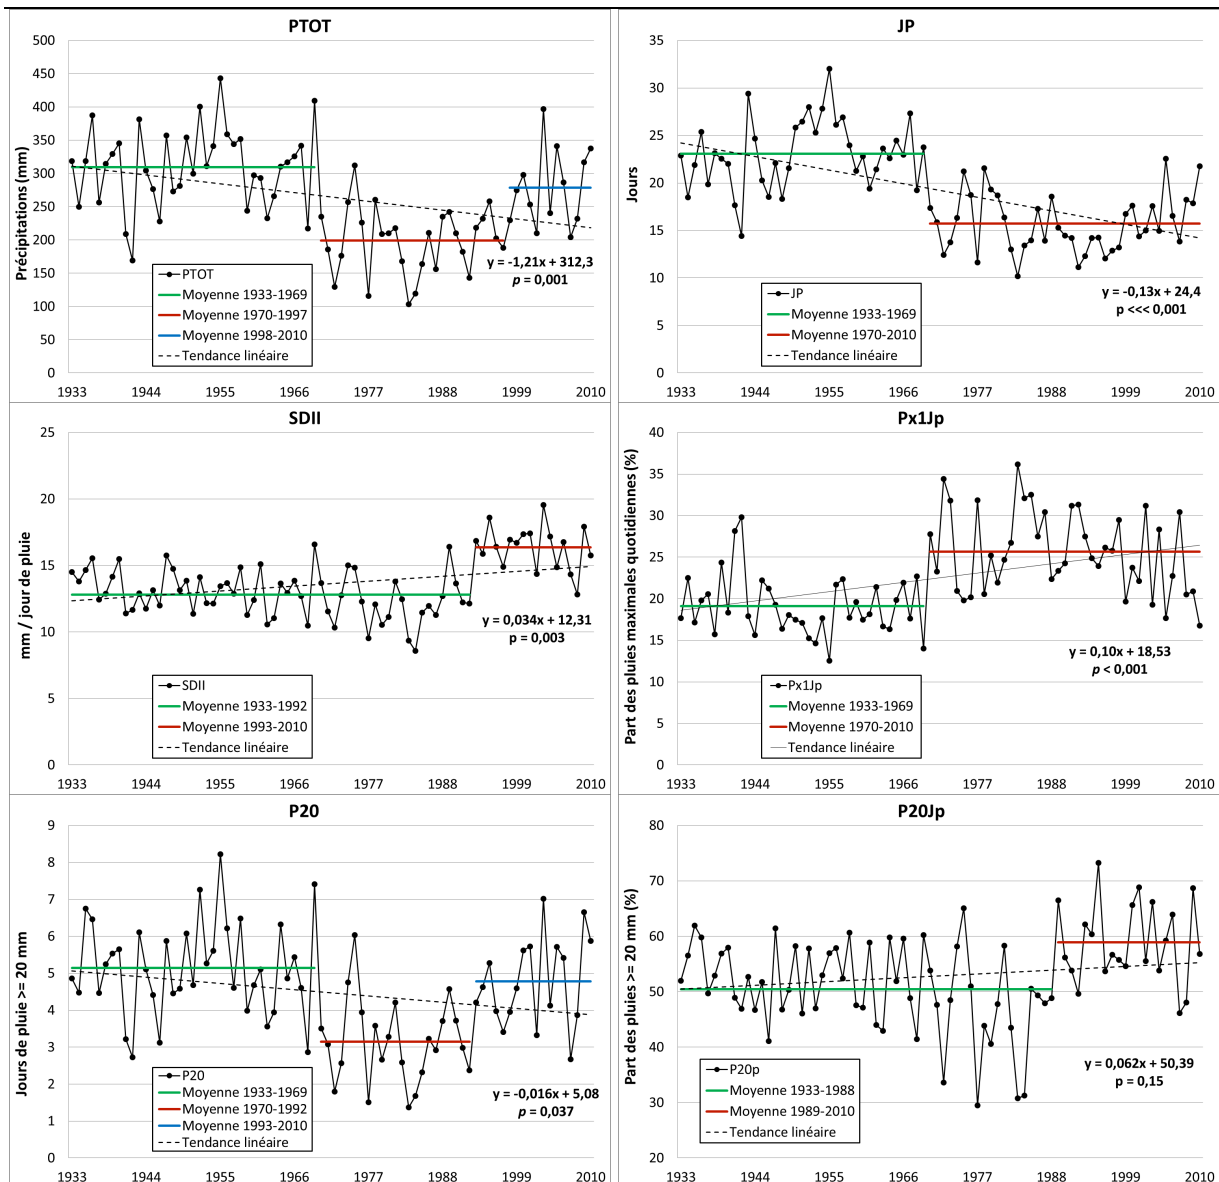 PTOT
500
450
400
350
300
250
200
150
100
50
0
Précipitations (mm)
PTOT
Moyenne 1933-1969
Moyenne 1970-1997
Moyenne 1998-2010
Tendance linéaire
y = -1,21x + 312,3
p = 0,001
1933 1944 1955 1966 1977 1988 1999 2010
JP
35
30
25
20
15
10
5
0
Jours
JP
Moyenne 1933-1969
Moyenne 1970-2010
Tendance linéaire
y = -0,13x + 24,4
p <<< 0,001
1933 1944 1955 1966 1977 1988 1999 2010
SDII
25
20
15
10
5
0
mm / jour de pluie
SDII
Moyenne 1933-1992
Moyenne 1993-2010
Tendance linéaire
y = 0,034x + 12,31
p = 0,003
1933 1944 1955 1966 1977 1988 1999 2010
Px1Jp
40
35
30
25
20
15
10
5
0
Part des pluies maximales quotidiennes (%)
Px1Jp
Moyenne 1933-1969
Moyenne 1970-2010
Tendance linéaire
y = 0,10x + 18,53
p < 0,001
1933 1944 1955 1966 1977 1988 1999 2010
P20
9
8
7
6
5
4
3
2
1
0
Jours de pluie >= 20 mm
P20
Moyenne 1933-1969
Moyenne 1970-1992
Moyenne 1993-2010
Tendance linéaire
y = -0,016x + 5,08
p = 0,037
1933 1944 1955 1966 1977 1988 1999 2010
P20Jp
80
70
60
50
40
30
20
Part des pluies >= 20 mm (%)
P20p
Moyenne 1933-1988
Moyenne 1989-2010
Tendance linéaire
y = 0,062x + 50,39
p = 0,15
1933 1944 1955 1966 1977 1988 1999 2010